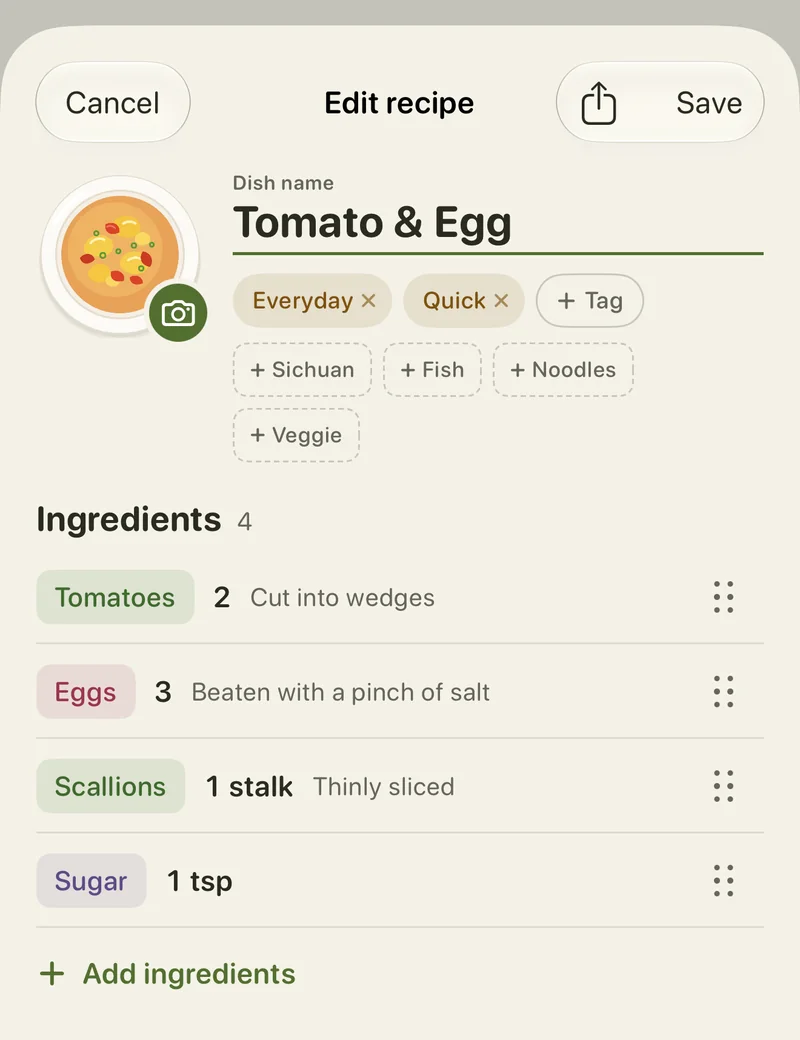 Cancel Edit recipe Save
Dish name
Tomato & Egg
Everyday × Quick × + Tag
+ Sichuan + Fish + Noodles
+ Veggie
Ingredients 4
Tomatoes 2 Cut into wedges
Eggs 3 Beaten with a pinch of salt
Scallions 1 stalk Thinly sliced
Sugar 1 tsp
+ Add ingredients